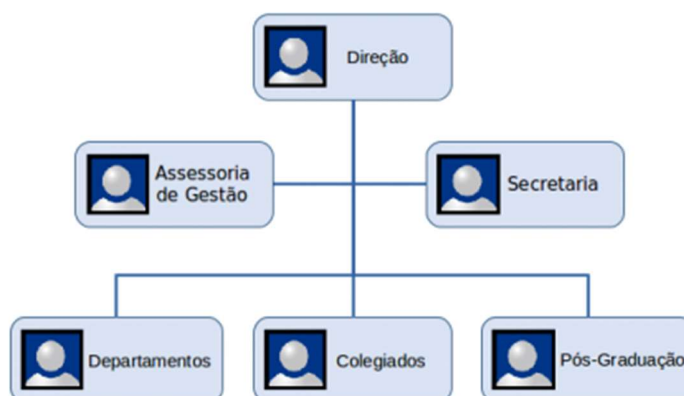 Direção
Assessoria
de Gestão
Secretaria
Departamentos
Colegiados
Pós-Graduação